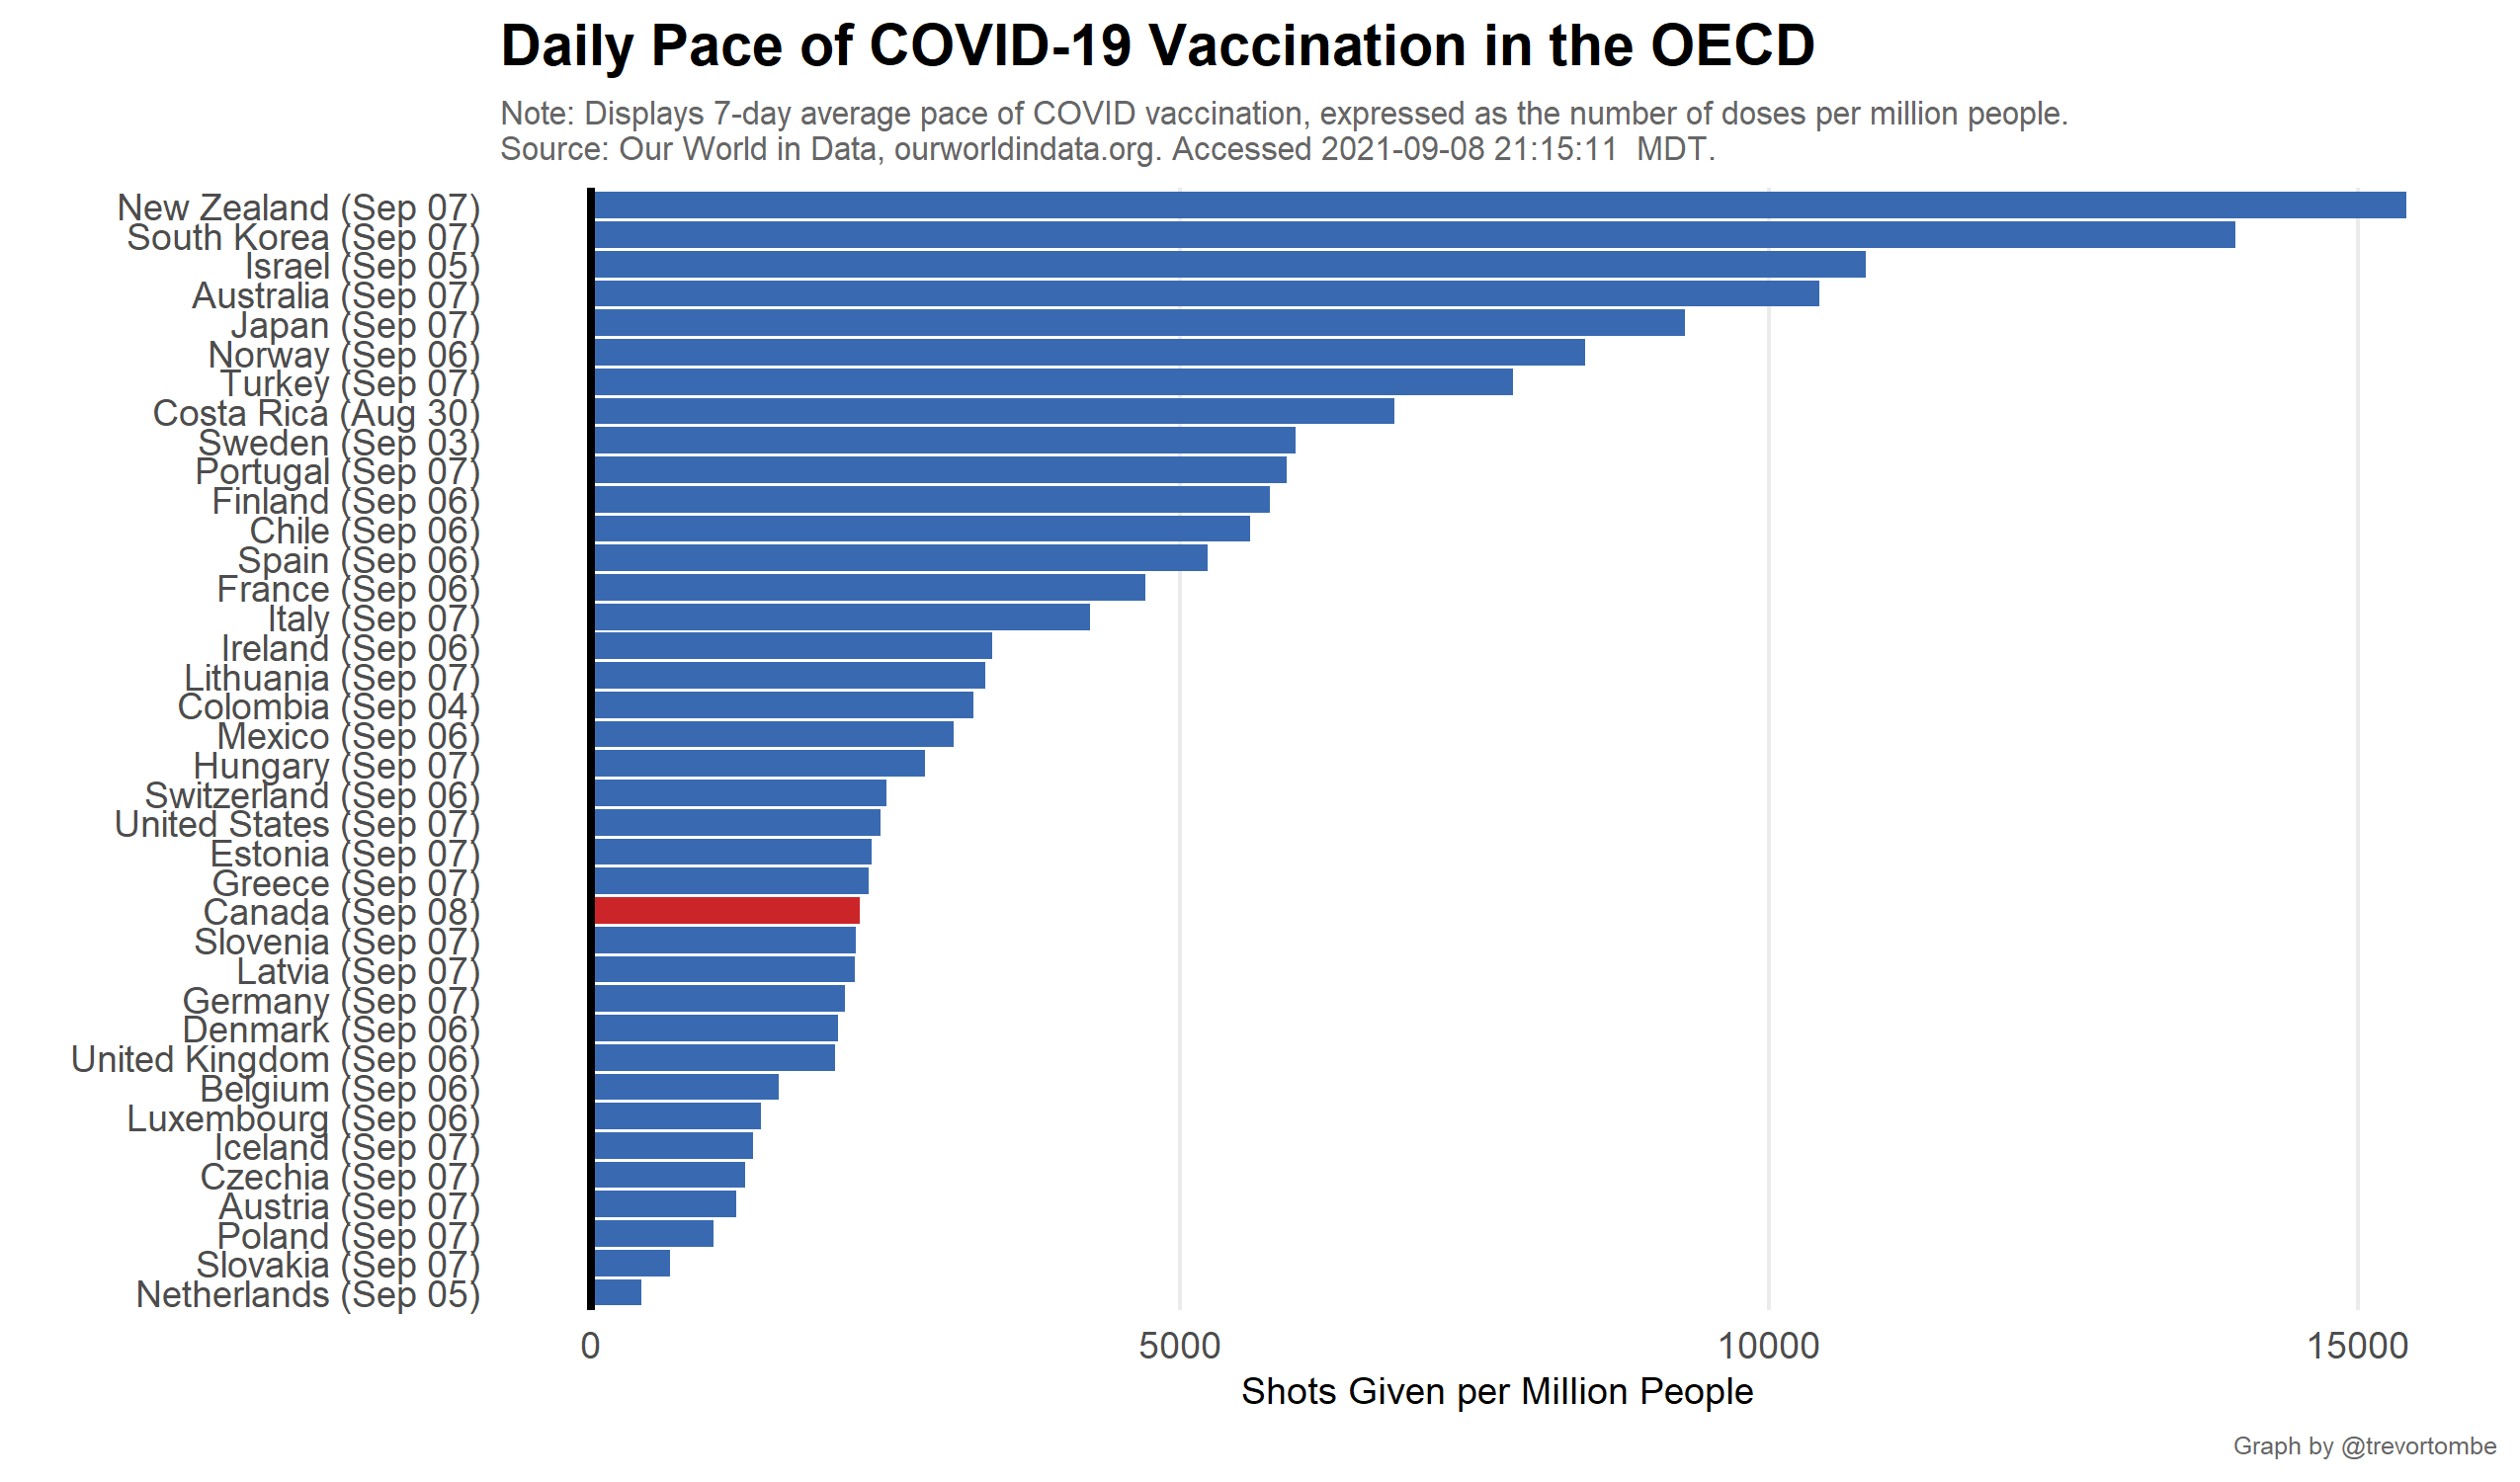 Daily Pace of COVID-19 Vaccination in the OECD
Note: Displays 7-day average pace of COVID vaccination, expressed as the number of doses per million people.
Source: Our World in Data, ourworldindata.org. Accessed 2021-09-08 21:15:11  MDT.
New Zealand (Sep 07)
South Korea (Sep 07)
Israel (Sep 05)
Australia (Sep 07)
Japan (Sep 07)
Norway (Sep 06)
Turkey (Sep 07)
Costa Rica (Aug 30)
Sweden (Sep 03)
Portugal (Sep 07)
Finland (Sep 06)
Chile (Sep 06)
Spain (Sep 06)
France (Sep 06)
Italy (Sep 07)
Ireland (Sep 06)
Lithuania (Sep 07)
Colombia (Sep 04)
Mexico (Sep 06)
Hungary (Sep 07)
Switzerland (Sep 06)
United States (Sep 07)
Estonia (Sep 07)
Greece (Sep 07)
Canada (Sep 08)
Slovenia (Sep 07)
Latvia (Sep 07)
Germany (Sep 07)
Denmark (Sep 06)
United Kingdom (Sep 06)
Belgium (Sep 06)
Luxembourg (Sep 06)
Iceland (Sep 07)
Czechia (Sep 07)
Austria (Sep 07)
Poland (Sep 07)
Slovakia (Sep 07)
Netherlands (Sep 05)
0 5000 10000 15000
Shots Given per Million People
Graph by @trevortombe